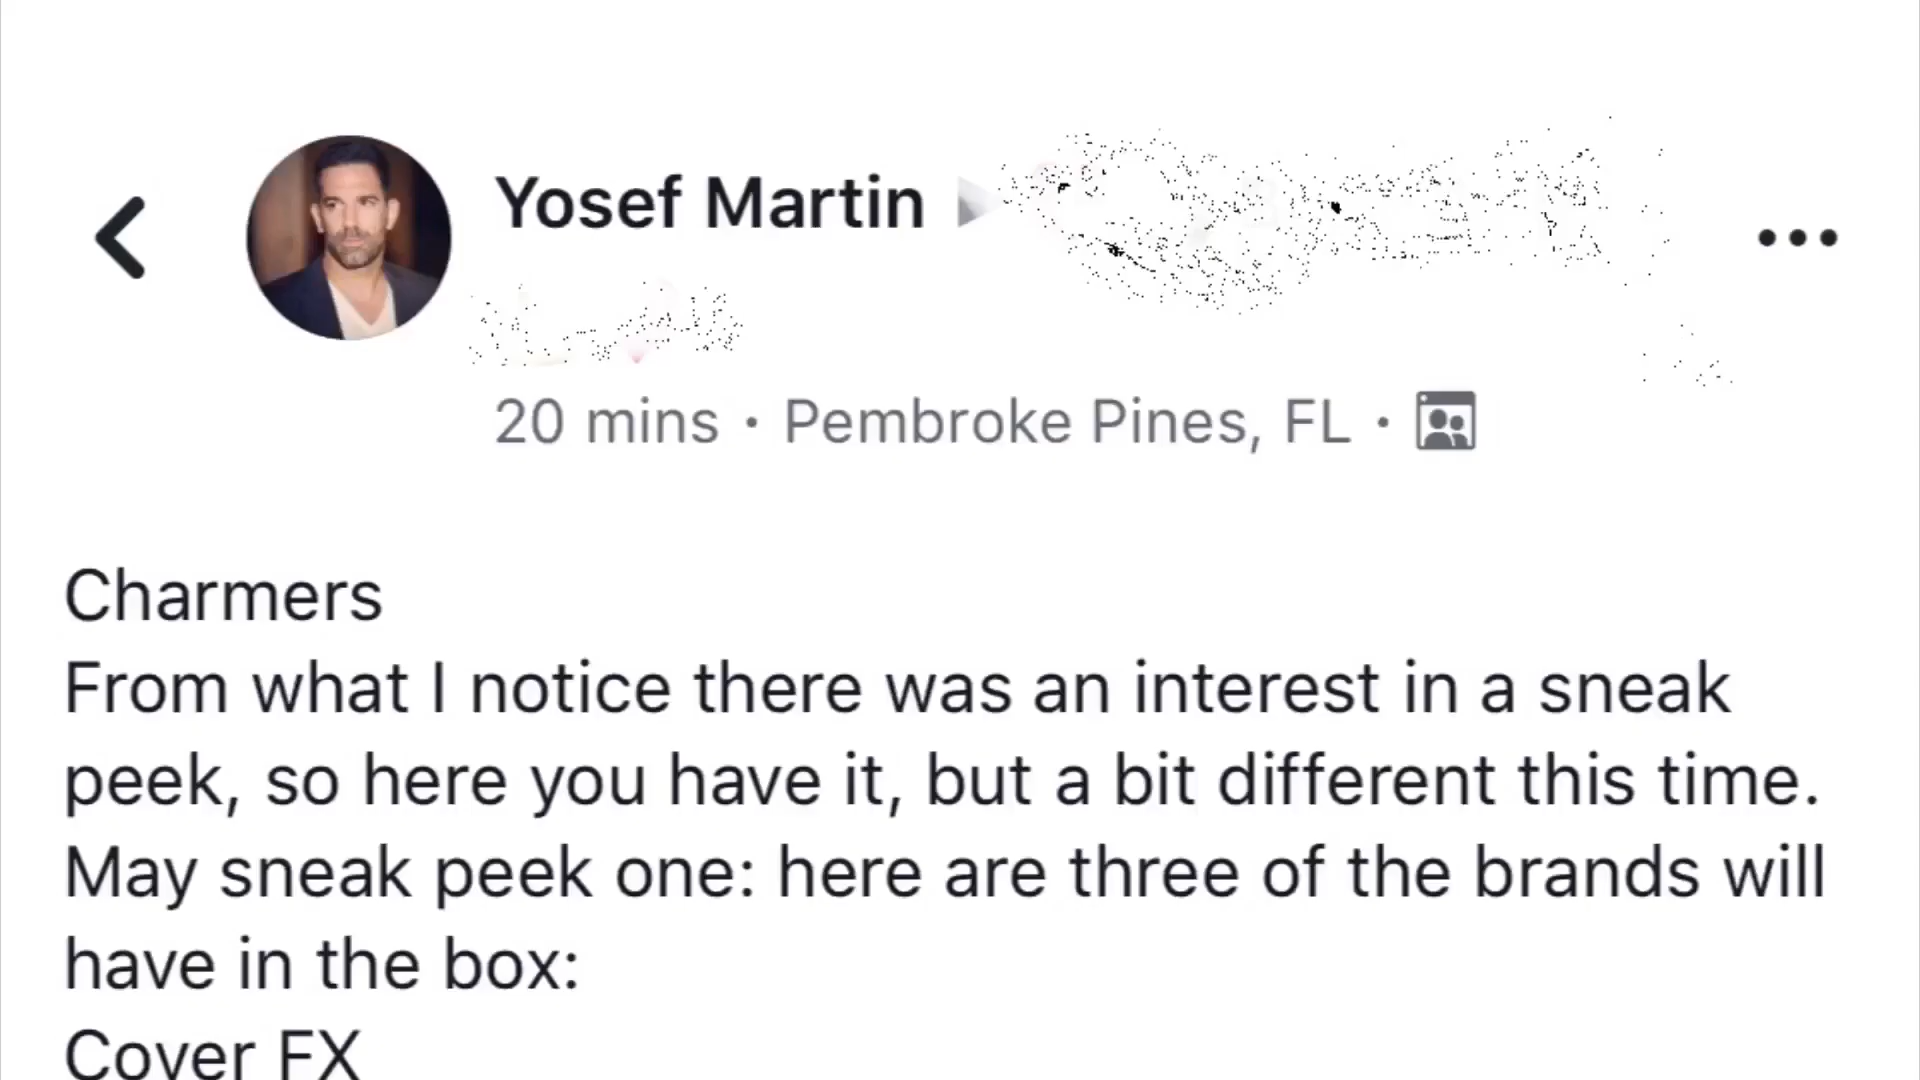 Yosef Martin
20 mins · Pembroke Pines, FL ·
Charmers
From what I notice there was an interest in a sneak
peek, so here you have it, but a bit different this time.
May sneak peek one: here are three of the brands will
have in the box:
Cover FX